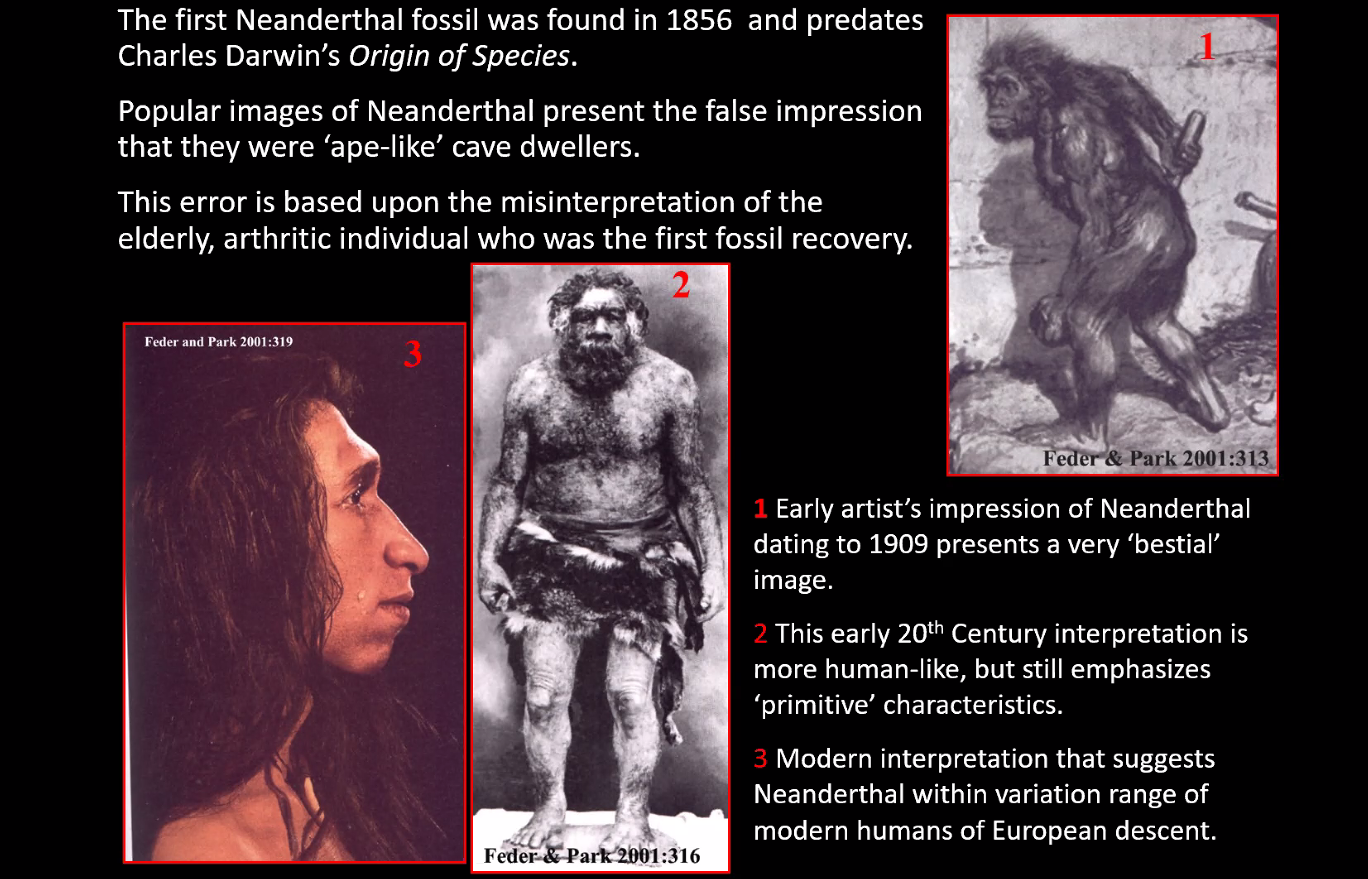 The first Neanderthal fossil was found in 1856 and predates
Charles Darwin’s Origin of Species.
Popular images of Neanderthal present the false impression
that they were ‘ape-like’ cave dwellers.
This error is based upon the misinterpretation of the
elderly, arthritic individual who was the first fossil recovery.
1
Feder & Park 2001:313
2
Feder & Park 2001:316
Feder and Park 2001:319
3
1 Early artist’s impression of Neanderthal
dating to 1909 presents a very ‘bestial’
image.
2 This early 20th Century interpretation is
more human-like, but still emphasizes
‘primitive’ characteristics.
3 Modern interpretation that suggests
Neanderthal within variation range of
modern humans of European descent.